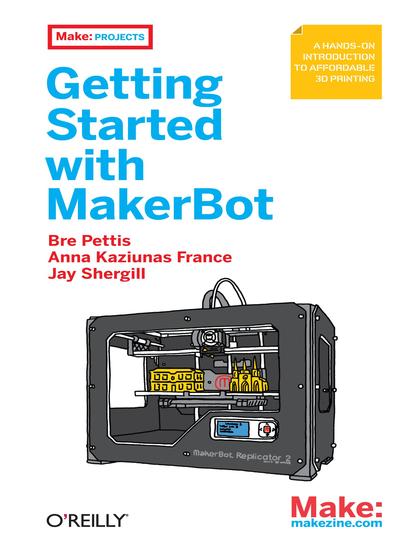 Make: PROJECTS
A HANDS-ON
INTRODUCTION
TO AFFORDABLE
3D PRINTING
Getting
Started
with
MakerBot
Bre Pettis
Anna Kaziunas France
Jay Shergill
MakerBot Replicator 2
O'REILLY®
Make:
makezine.com